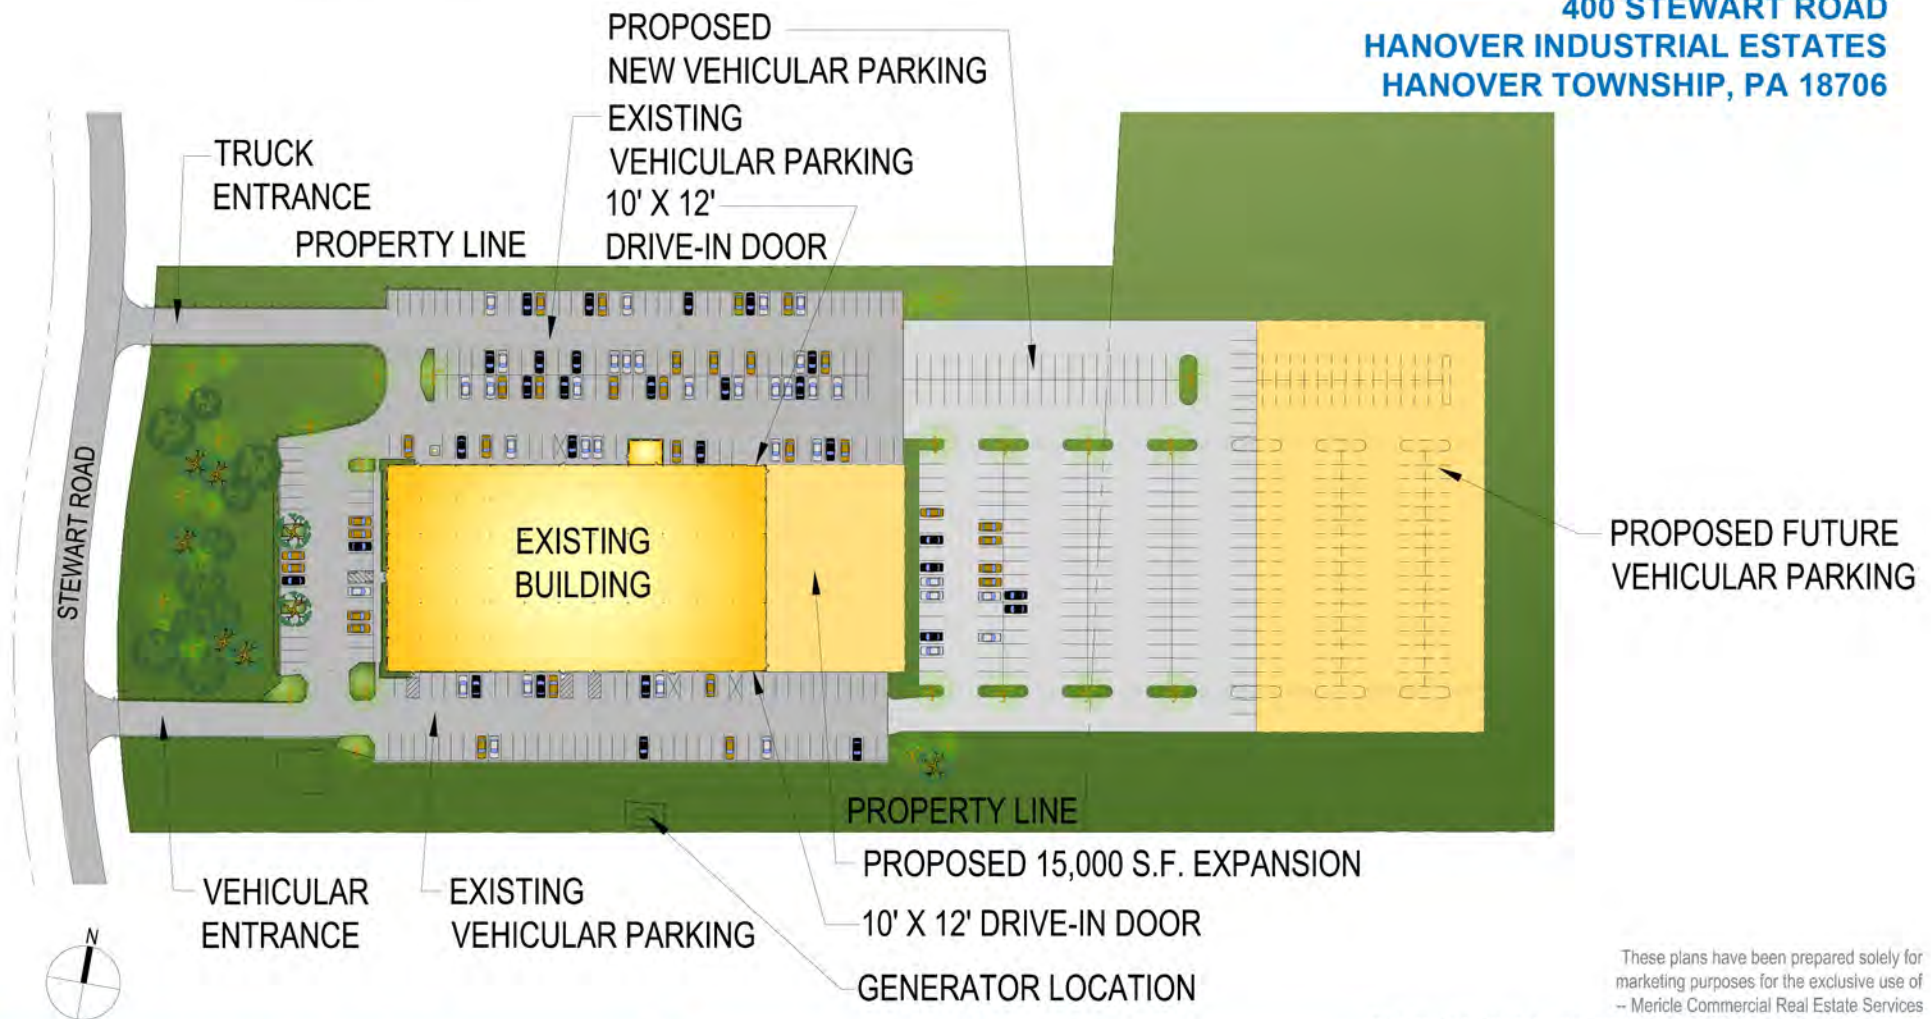 400 STEWART ROAD
HANOVER INDUSTRIAL ESTATES
HANOVER TOWNSHIP, PA 18706
PROPOSED
NEW VEHICULAR PARKING
EXISTING
VEHICULAR PARKING
10' X 12'
DRIVE-IN DOOR
TRUCK
ENTRANCE
PROPERTY LINE
STEWART ROAD
EXISTING
BUILDING
PROPOSED FUTURE
VEHICULAR PARKING
PROPERTY LINE
PROPOSED 15,000 S.F. EXPANSION
10' X 12' DRIVE-IN DOOR
GENERATOR LOCATION
VEHICULAR
ENTRANCE
EXISTING
VEHICULAR PARKING
N
These plans have been prepared solely for
marketing purposes for the exclusive use of
-- Mericle Commercial Real Estate Services